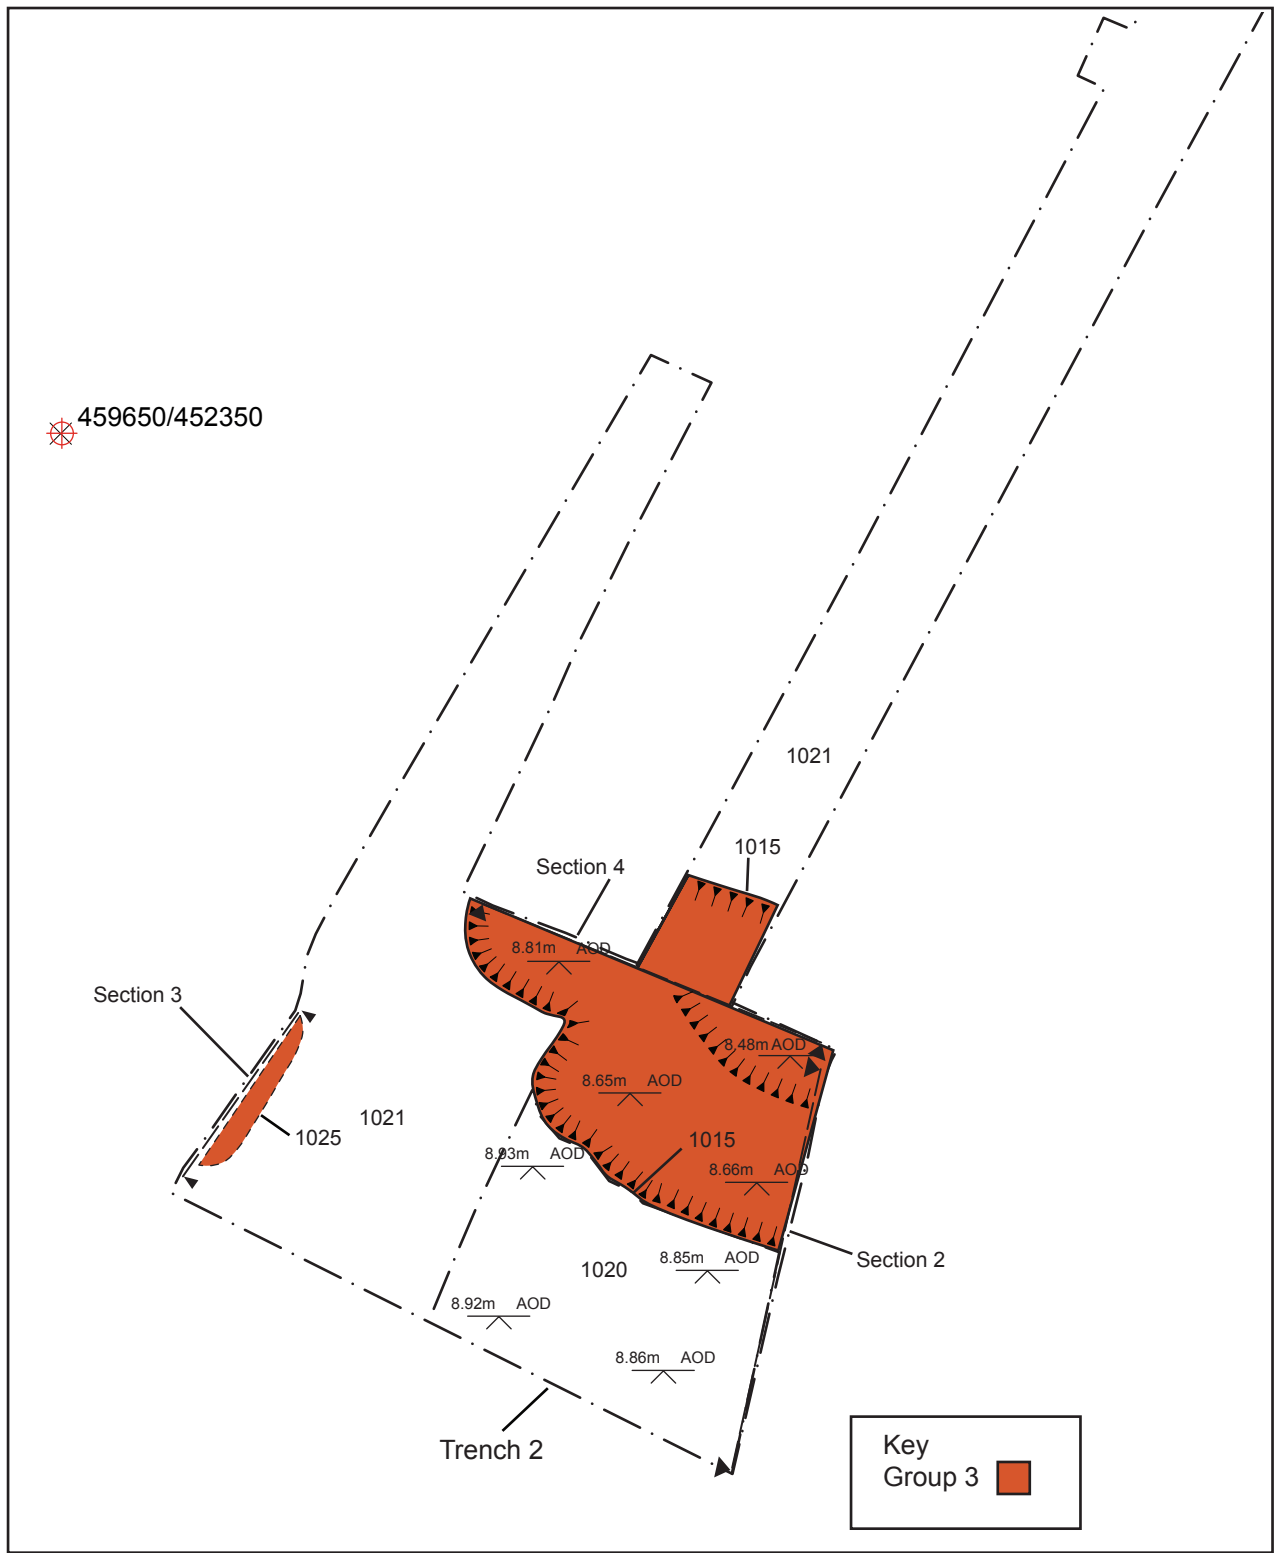 459650/452350
1021
1015
Section 4
8.81m AOD
Section 3
8.48m AOD
8.65m AOD
1021
1025
1015
8.93m AOD
8.66m AOD
Section 2
8.85m AOD
1020
8.92m AOD
8.86m AOD
Trench 2
Key
Group 3